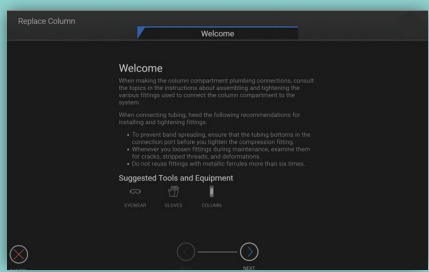 Replace Column
Welcome
Welcome
When making the column compartment plumbing connections, consult
the topics in the instructions about assembling and tightening the
various fittings used to connect the column compartment to the
system.
When connecting tubing, heed the following recommendations for
installing and tightening fittings.
• To prevent band spreading, ensure that the tubing bottoms in the
connection port before you tighten the compression fitting.
• Whenever you loosen fittings during maintenance, examine them
for cracks, stripped threads, and deformations.
• Do not reuse fittings with metallic ferrules more than six times.
Suggested Tools and Equipment
EYEWEAR GLOVES COLUMN
NEXT